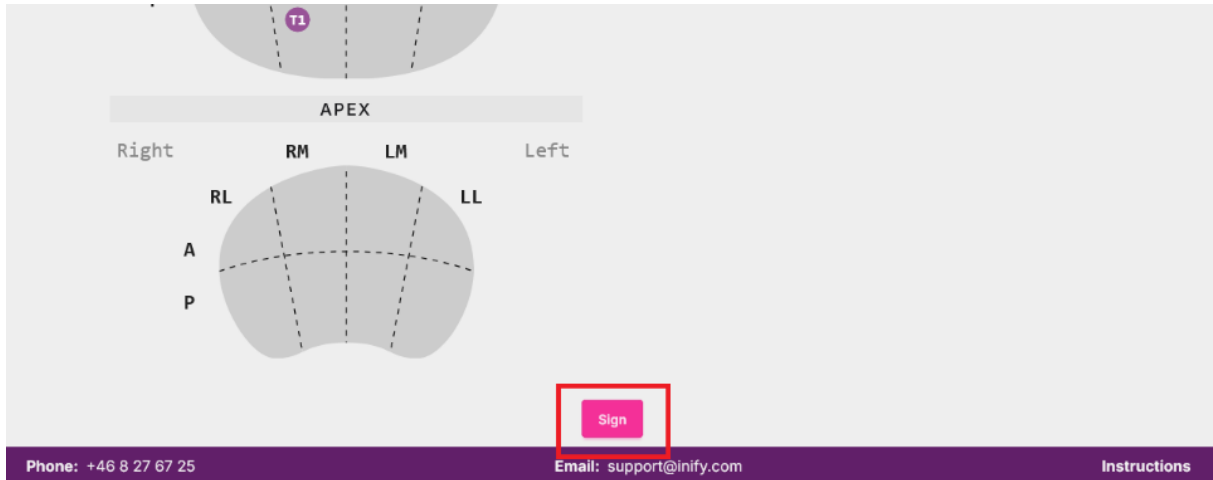 T1
APEX
Right RM LM Left
RL LL
A
P
Sign
Phone: +46 8 27 67 25 Email: support@inify.com Instructions